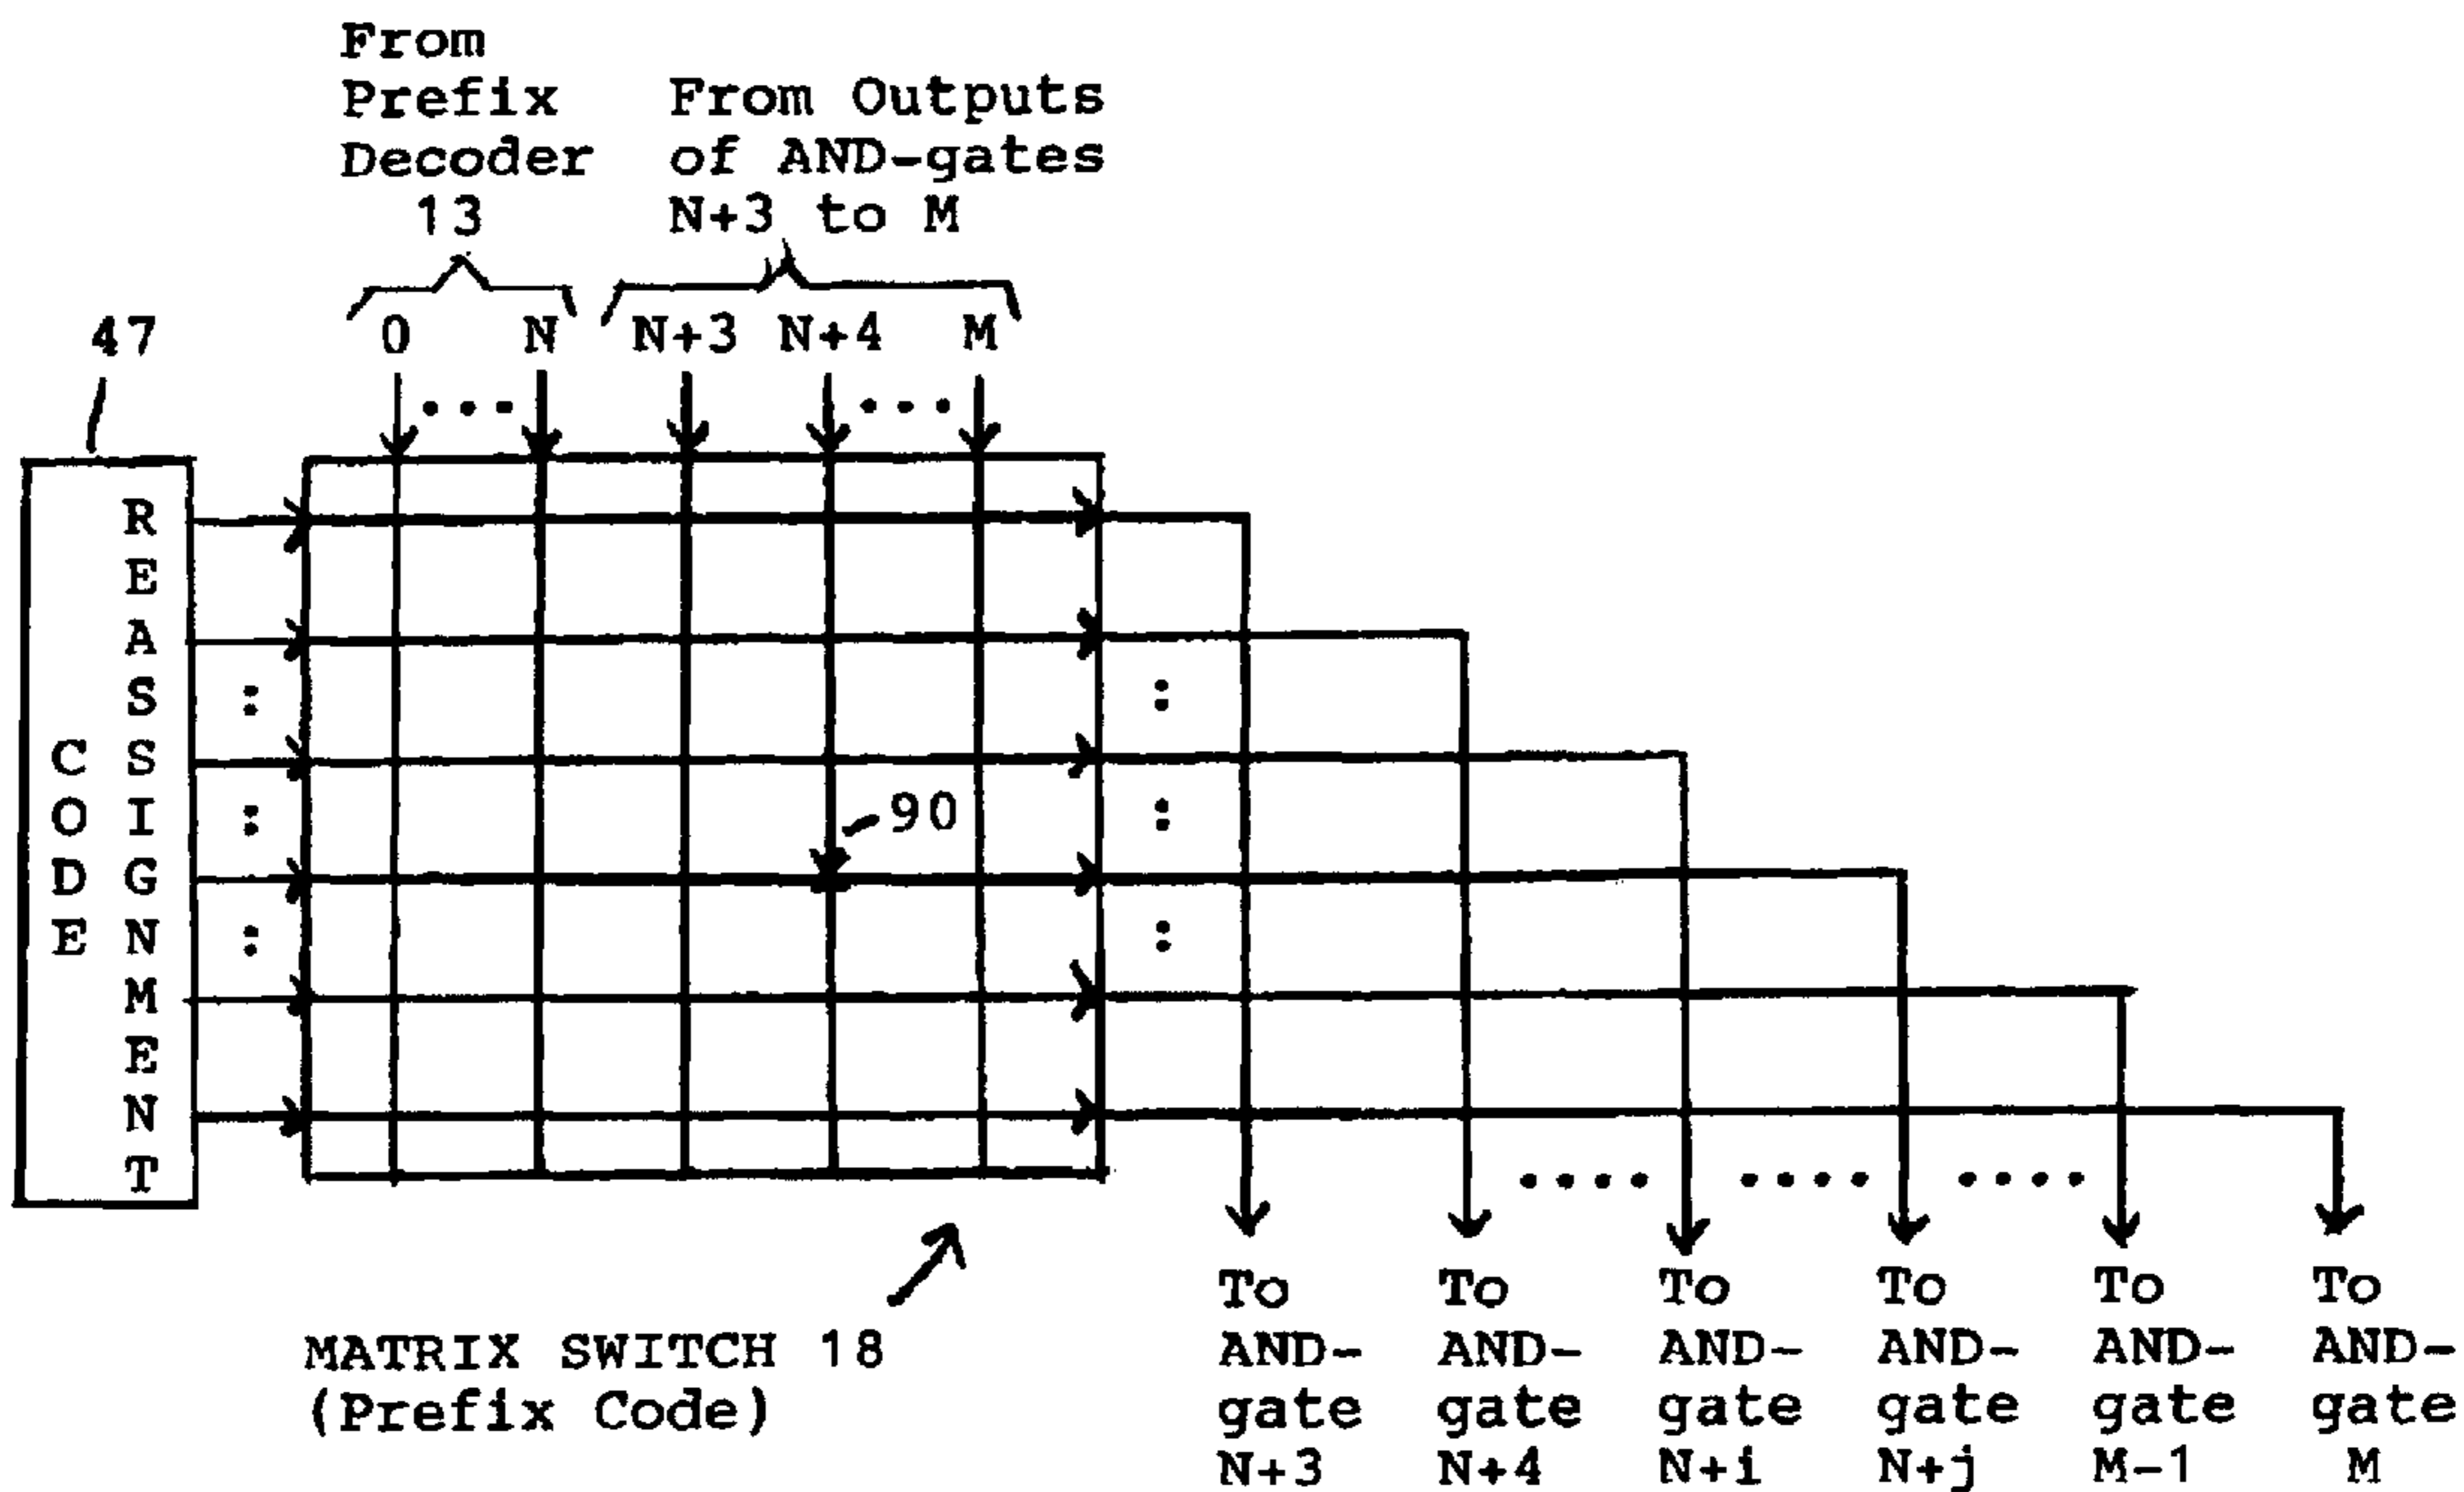 From
Prefix
Decoder
13
From Outputs
of AND-gates
N+3 to M
0 N N+3 N+4 M
47
REASSIGNMENT
CODE
90
MATRIX SWITCH 18
(Prefix Code)
To
AND-
gate
N+3
To
AND-
gate
N+4
To
AND-
gate
N+i
To
AND-
gate
N+j
To
AND-
gate
M-1
To
AND-
gate
M